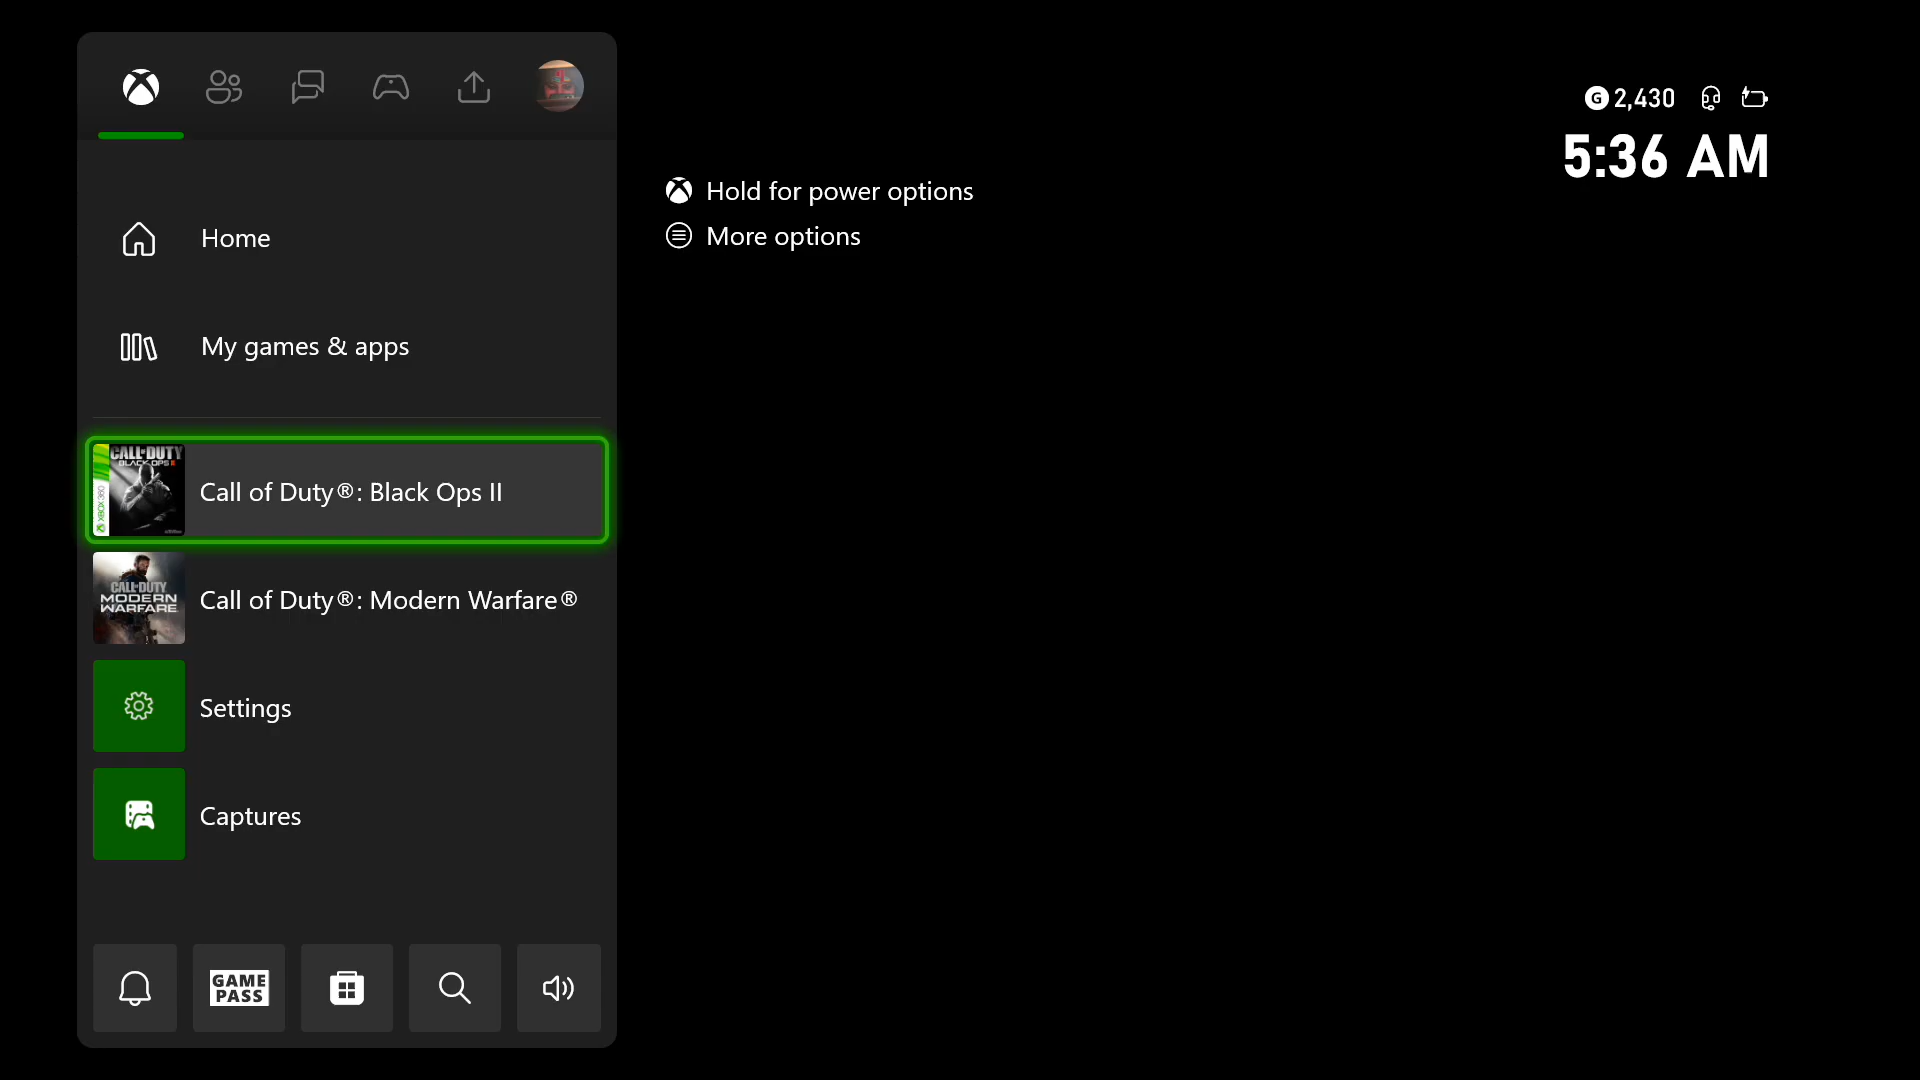 G 2,430
5:36 AM
Hold for power options
More options
Home
My games & apps
CALL OF DUTY
BLACK OPS II
XBOX 360
Call of Duty®: Black Ops II
CALL OF DUTY
MODERN
WARFARE
Call of Duty®: Modern Warfare®
Settings
Captures
GAME
PASS